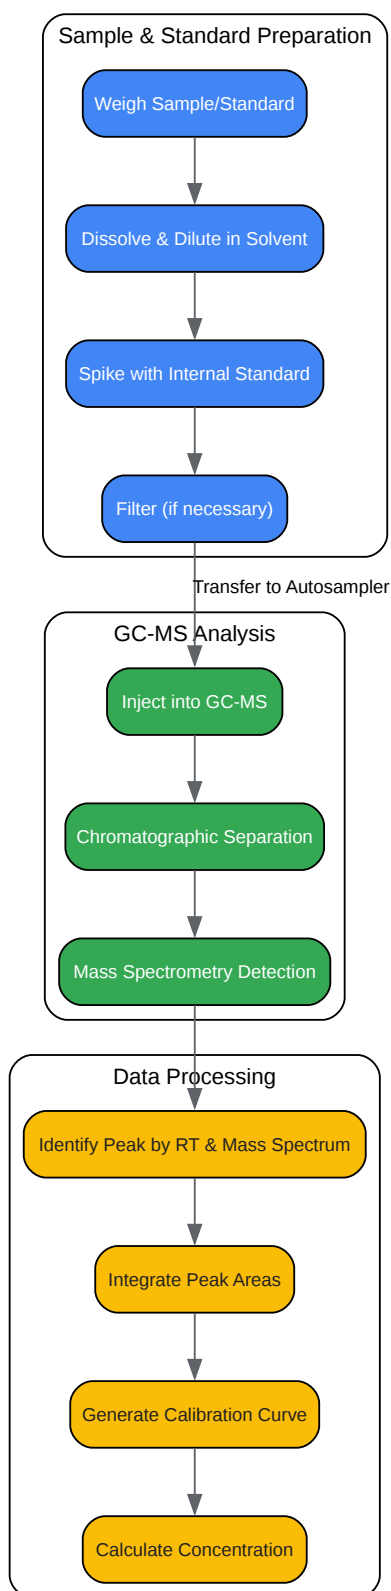 Sample & Standard Preparation
Weigh Sample/Standard
Dissolve & Dilute in Solvent
Spike with Internal Standard
Filter (if necessary)
Transfer to Autosampler
GC-MS Analysis
Inject into GC-MS
Chromatographic Separation
Mass Spectrometry Detection
Data Processing
Identify Peak by RT & Mass Spectrum
Integrate Peak Areas
Generate Calibration Curve
Calculate Concentration